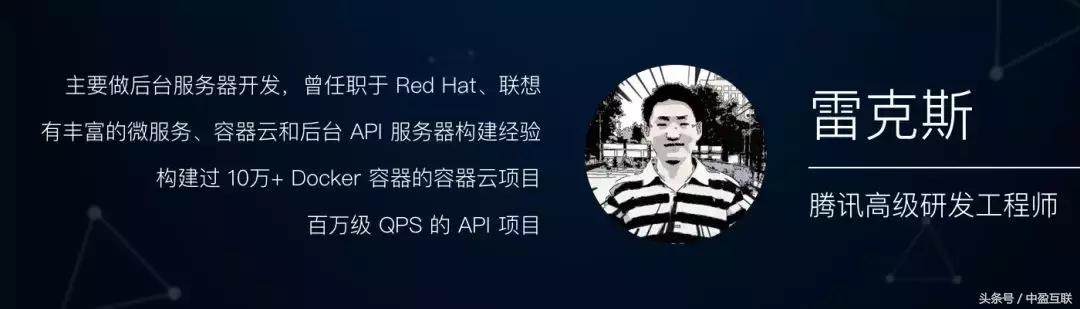 主要做后台服务器开发，曾任职于 Red Hat、联想
有丰富的微服务、容器云和后台 API 服务器构建经验
构建过 10万+ Docker 容器的容器云项目
百万级 QPS 的 API 项目
雷克斯
腾讯高级研发工程师
头条号 / 中盈互联